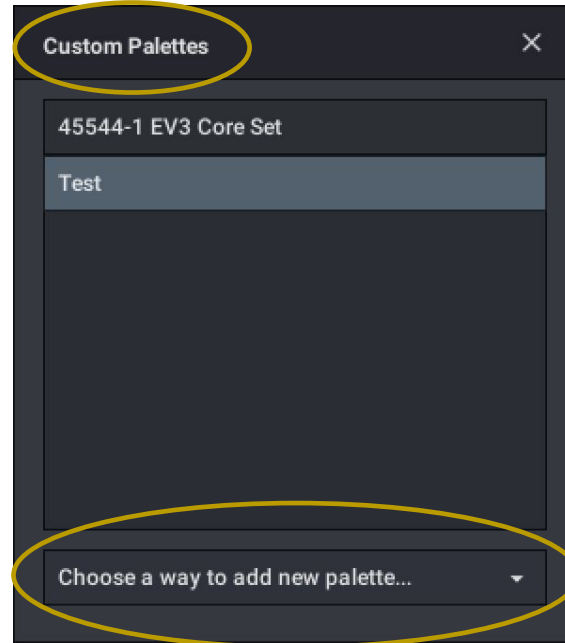 Custom Palettes
45544-1 EV3 Core Set
Test
Choose a way to add new palette...